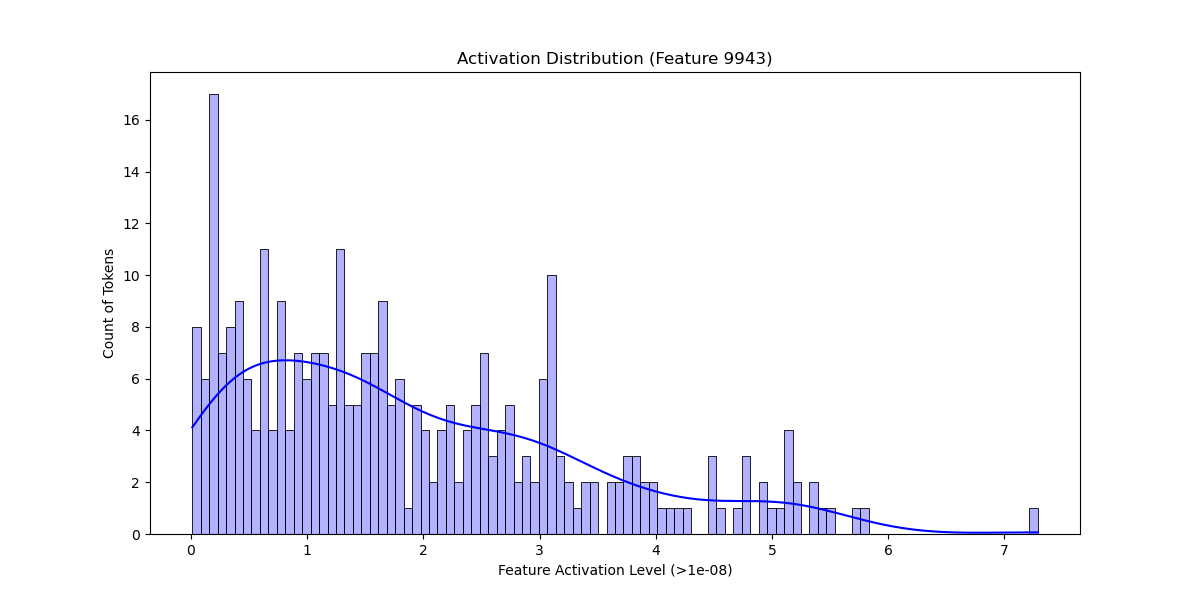 Activation Distribution (Feature 9943)
16
14
12
10
8
6
4
2
0
Count of Tokens
0 1 2 3 4 5 6 7
Feature Activation Level (>1e-08)